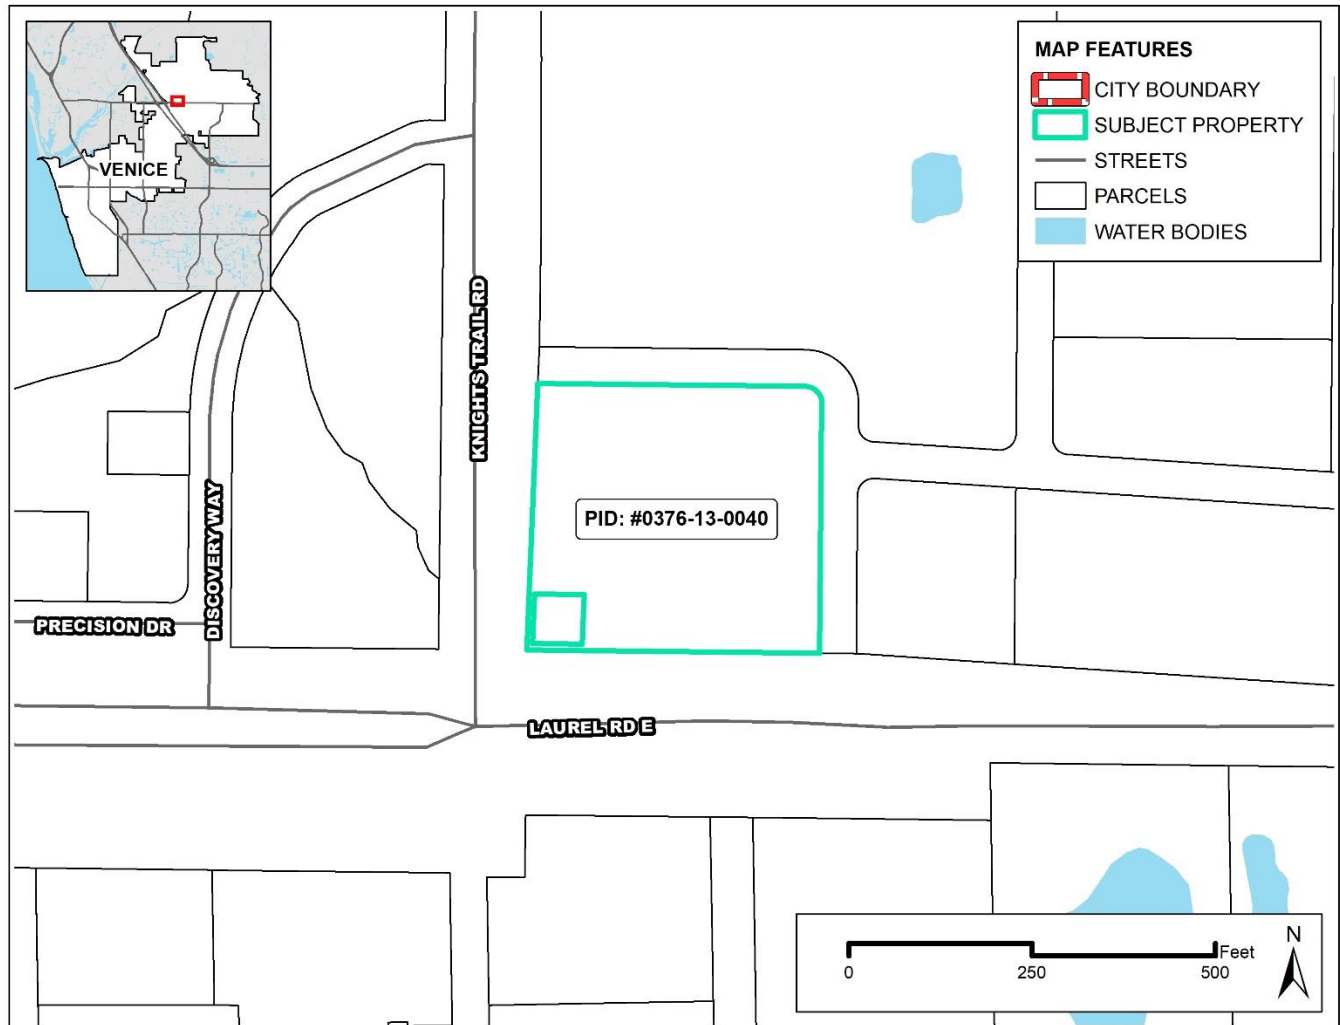 VENICE
MAP FEATURES
CITY BOUNDARY
SUBJECT PROPERTY
STREETS
PARCELS
WATER BODIES
KNIGHTS TRAIL RD
PID: #0376-13-0040
DISCOVERY WAY
PRECISION DR
LAUREL RD E
N
Feet
0 250 500